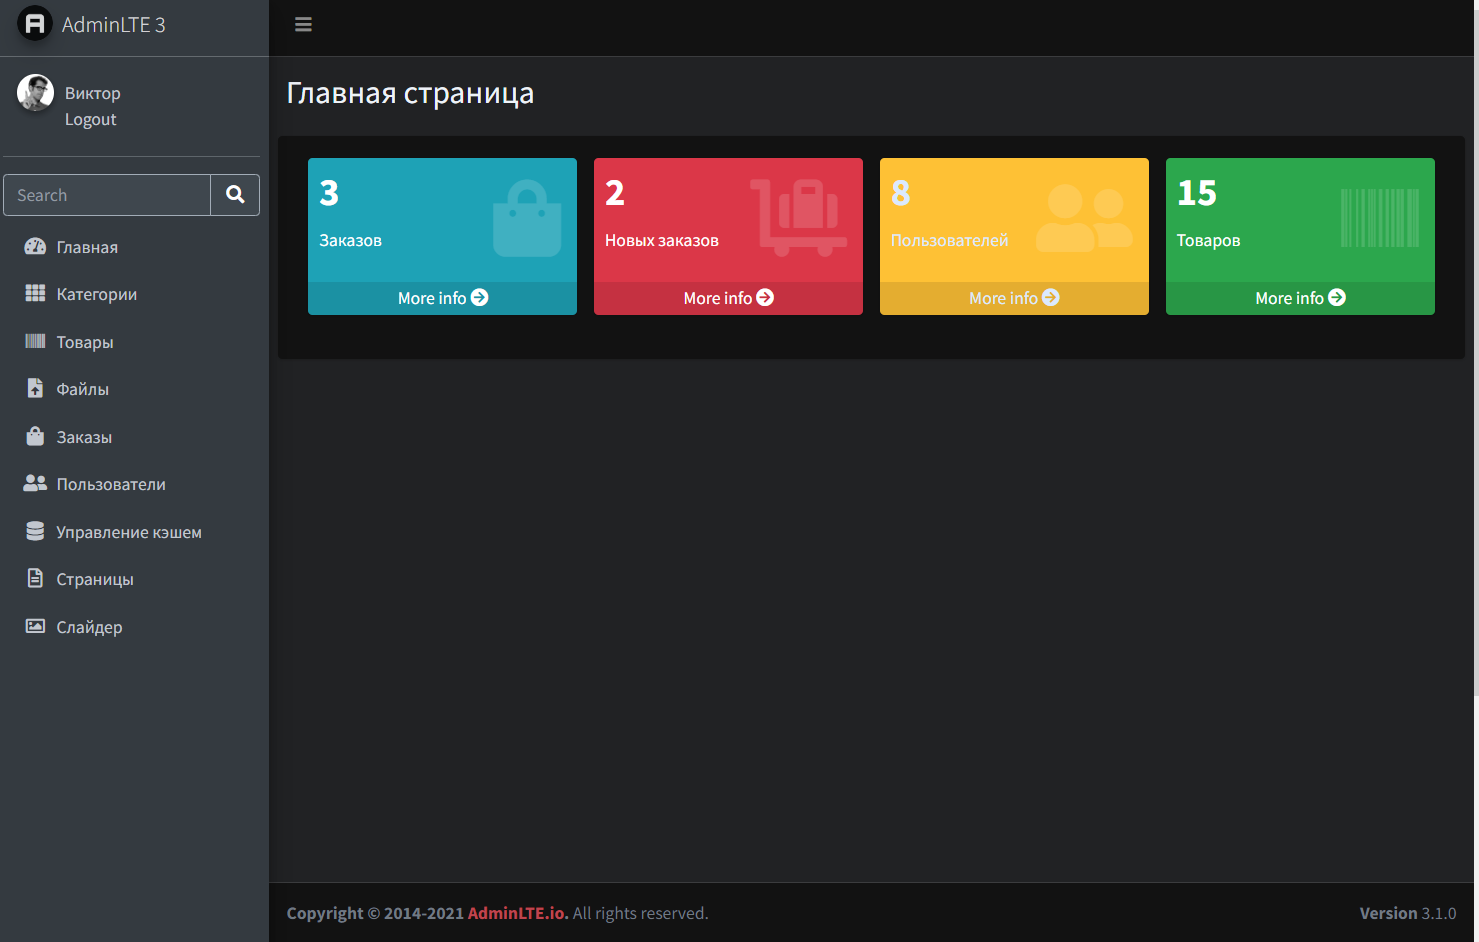 AdminLTE 3
Виктор
Logout
Search
Главная
Категории
Товары
Файлы
Заказы
Пользователи
Управление кэшем
Страницы
Слайдер
Главная страница
3
Заказов
More info
2
Новых заказов
More info
8
Пользователей
More info
15
Товаров
More info
Copyright © 2014-2021 AdminLTE.io. All rights reserved.
Version 3.1.0